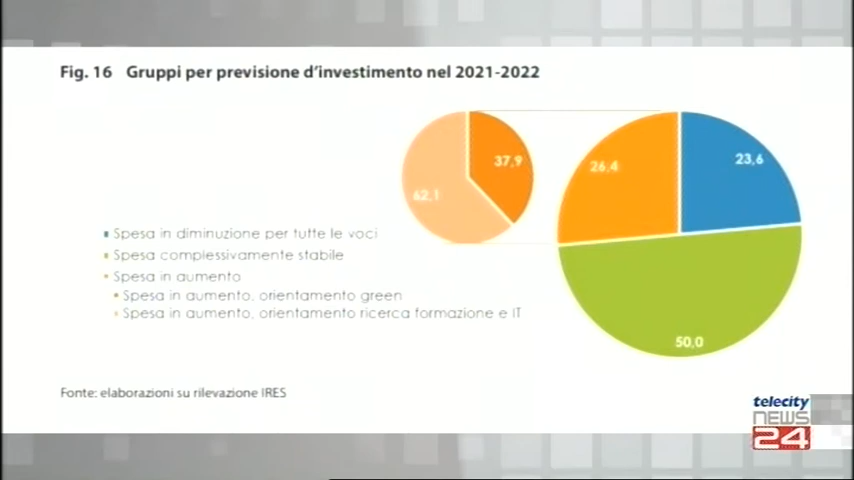 Fig. 16 Gruppi per previsione d'investimento nel 2021-2022
37,9
62,1
26,4
23,6
50,0
Spesa in diminuzione per tutte le voci
Spesa complessivamente stabile
Spesa in aumento
Spesa in aumento, orientamento green
Spesa in aumento, orientamento ricerca formazione e IT
Fonte: elaborazioni su rilevazione IRES
telecity
NEWS
24